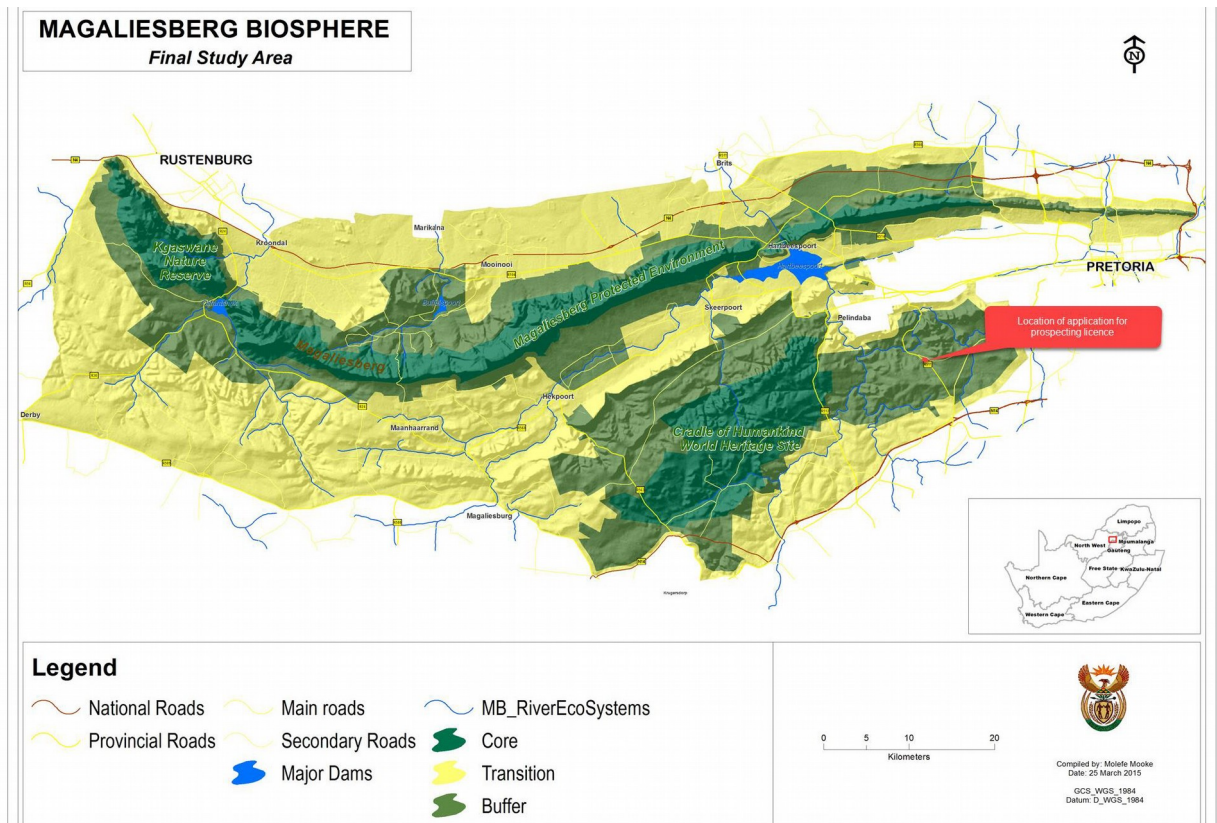 MAGALIESBERG BIOSPHERE
Final Study Area
N
RUSTENBURG
Brits
Kroondal
Marikana
Mooinooi
Kgaswane
Nature
Reserve
Magaliesberg Protected Environment
PRETORIA
Skeerpoort
Pelindaba
Location of application for
prospecting licence
Magaliesberg
Derby
Maanhaarrand
Hekpoort
Cradle of Humankind
World Heritage Site
Magaliesburg
Limpopo
North West
Mpumalanga
Gauteng
Free State
KwaZulu-Natal
Northern Cape
Eastern Cape
Western Cape
Legend
National Roads
Main roads
MB_RiverEcoSystems
Provincial Roads
Secondary Roads
Core
Major Dams
Transition
Buffer
0 5 10 20
Kilometers
Compiled by: Molefe Mooke
Date: 25 March 2015
GCS_WGS_1984
Datum: D_WGS_1984